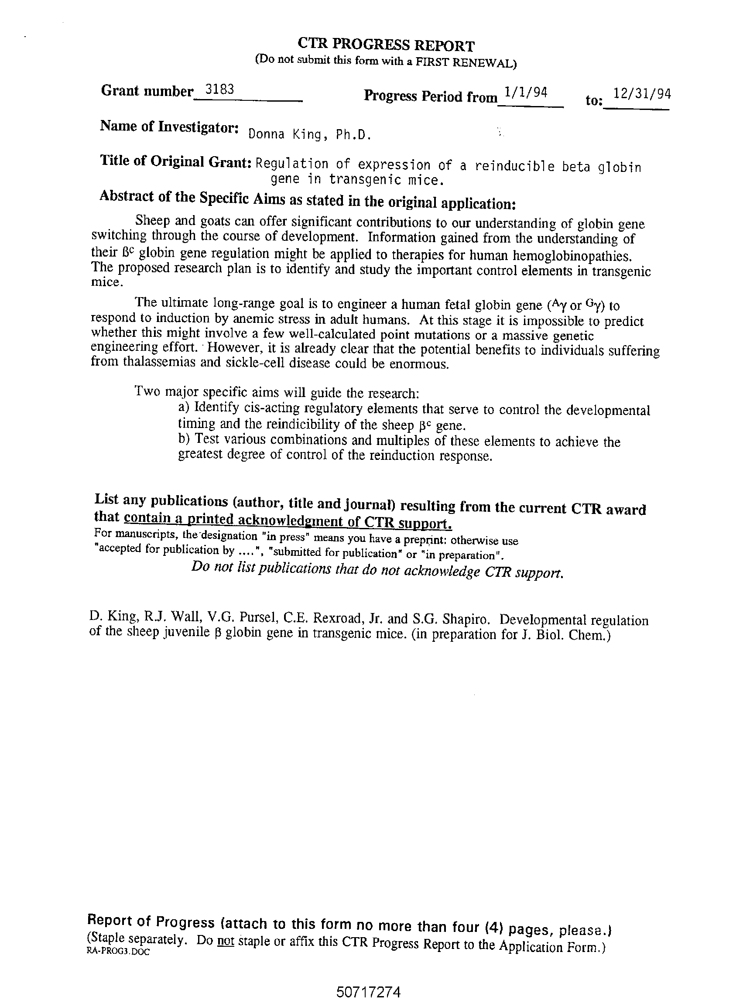 CTR PROGRESS REPORT
(Do not submit this form with a FIRST RENEWAL)
Grant number 3183 Progress Period from 1/1/94 to: 12/31/94
Name of Investigator: Donna King, Ph.D.
Title of Original Grant: Regulation of expression of a reinducible beta globin
gene in transgenic mice.
Abstract of the Specific Aims as stated in the original application:
Sheep and goats can offer significant contributions to our understanding of globin gene
switching through the course of development. Information gained from the understanding of
their βᶜ globin gene regulation might be applied to therapies for human hemoglobinopathies.
The proposed research plan is to identify and study the important control elements in transgenic
mice.
The ultimate long-range goal is to engineer a human fetal globin gene (ᴬγ or ᴳγ) to
respond to induction by anemic stress in adult humans. At this stage it is impossible to predict
whether this might involve a few well-calculated point mutations or a massive genetic
engineering effort. However, it is already clear that the potential benefits to individuals suffering
from thalassemias and sickle-cell disease could be enormous.
Two major specific aims will guide the research:
a) Identify cis-acting regulatory elements that serve to control the developmental
timing and the reindicibility of the sheep βᶜ gene.
b) Test various combinations and multiples of these elements to achieve the
greatest degree of control of the reinduction response.
List any publications (author, title and journal) resulting from the current CTR award
that contain a printed acknowledgment of CTR support.
For manuscripts, the designation "in press" means you have a preprint: otherwise use
"accepted for publication by ....", "submitted for publication" or "in preparation".
Do not list publications that do not acknowledge CTR support.
D. King, R.J. Wall, V.G. Pursel, C.E. Rexroad, Jr. and S.G. Shapiro. Developmental regulation
of the sheep juvenile β globin gene in transgenic mice. (in preparation for J. Biol. Chem.)
Report of Progress (attach to this form no more than four (4) pages, please.)
(Staple separately. Do not staple or affix this CTR Progress Report to the Application Form.)
RA-PROG3.DOC
50717274